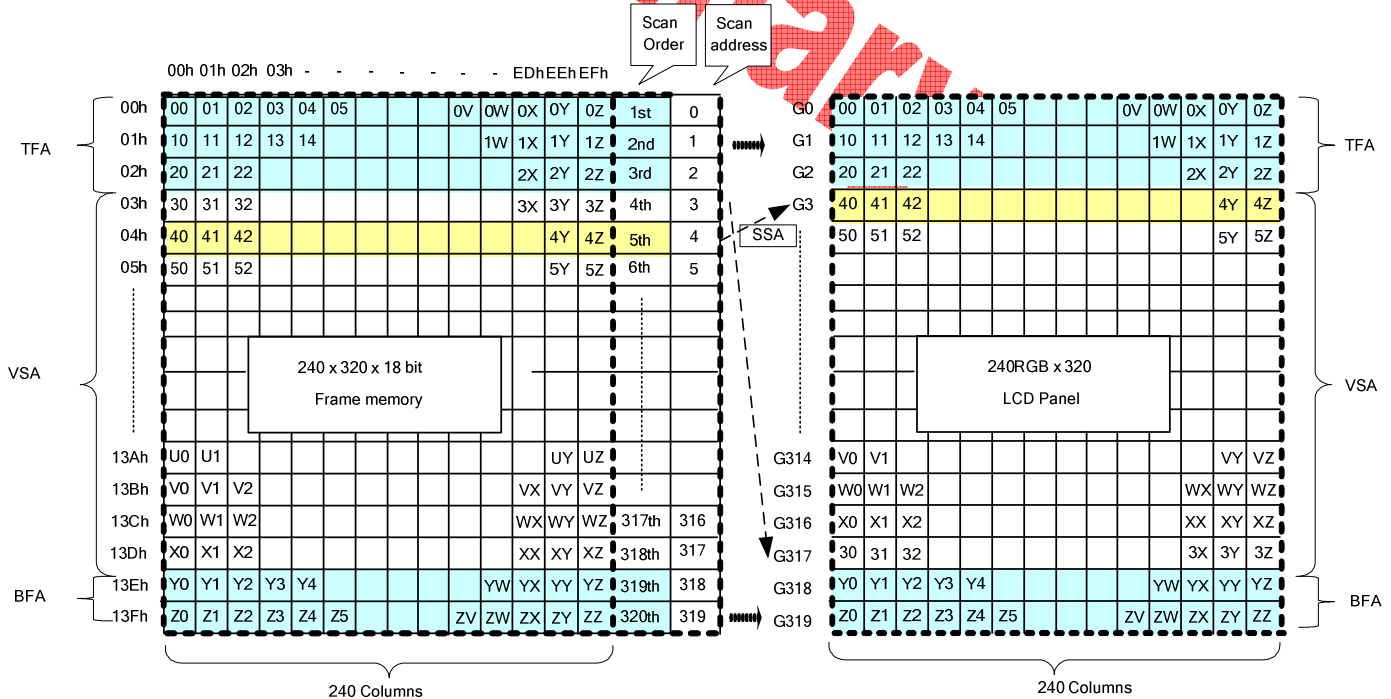 Scan Order
Scan address
00h 01h 02h 03h - - - - - - - EDh EEh EFh
00h 00 01 02 03 04 05 0V 0W 0X 0Y 0Z 1st 0 G0 00 01 02 03 04 05 0V 0W 0X 0Y 0Z
TFA 01h 10 11 12 13 14 1W 1X 1Y 1Z 2nd 1 G1 10 11 12 13 14 1W 1X 1Y 1Z TFA
02h 20 21 22 2X 2Y 2Z 3rd 2 G2 20 21 22 2X 2Y 2Z
03h 30 31 32 3X 3Y 3Z 4th 3 G3 40 41 42 4Y 4Z
04h 40 41 42 4Y 4Z 5th 4 SSA 50 51 52 5Y 5Z
05h 50 51 52 5Y 5Z 6th 5
VSA 240 x 320 x 18 bit 240RGB x 320 VSA
Frame memory LCD Panel
13Ah U0 U1 UY UZ G314 V0 V1 VY VZ
13Bh V0 V1 V2 VX VY VZ G315 W0 W1 W2 WX WY WZ
13Ch W0 W1 W2 WX WY WZ 317th 316 G316 X0 X1 X2 XX XY XZ
13Dh X0 X1 X2 XX XY XZ 318th 317 G317 30 31 32 3X 3Y 3Z
BFA 13Eh Y0 Y1 Y2 Y3 Y4 YW YX YY YZ 319th 318 G318 Y0 Y1 Y2 Y3 Y4 YW YX YY YZ BFA
13Fh Z0 Z1 Z2 Z3 Z4 Z5 ZV ZW ZX ZY ZZ 320th 319 G319 Z0 Z1 Z2 Z3 Z4 Z5 ZV ZW ZX ZY ZZ
240 Columns 240 Columns